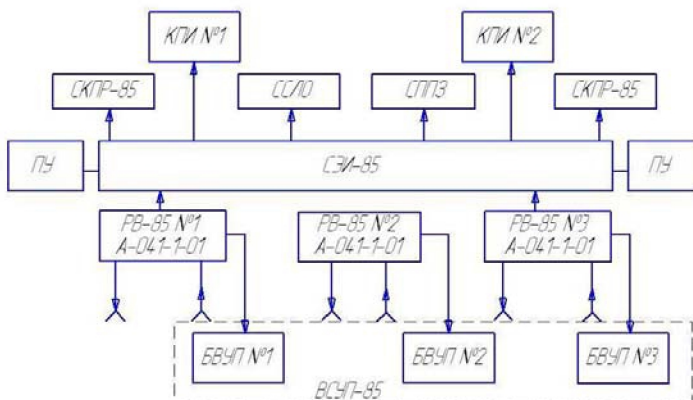 КПИ №1
КПИ №2
СКПР-85
ССЛО
СППЗ
СКПР-85
ПУ
СЭИ-85
ПУ
РВ-85 №1
А-041-1-01
РВ-85 №2
А-041-1-01
РВ-85 №3
А-041-1-01
БВУП №1
БВУП №2
БВУП №3
ВСУП-85